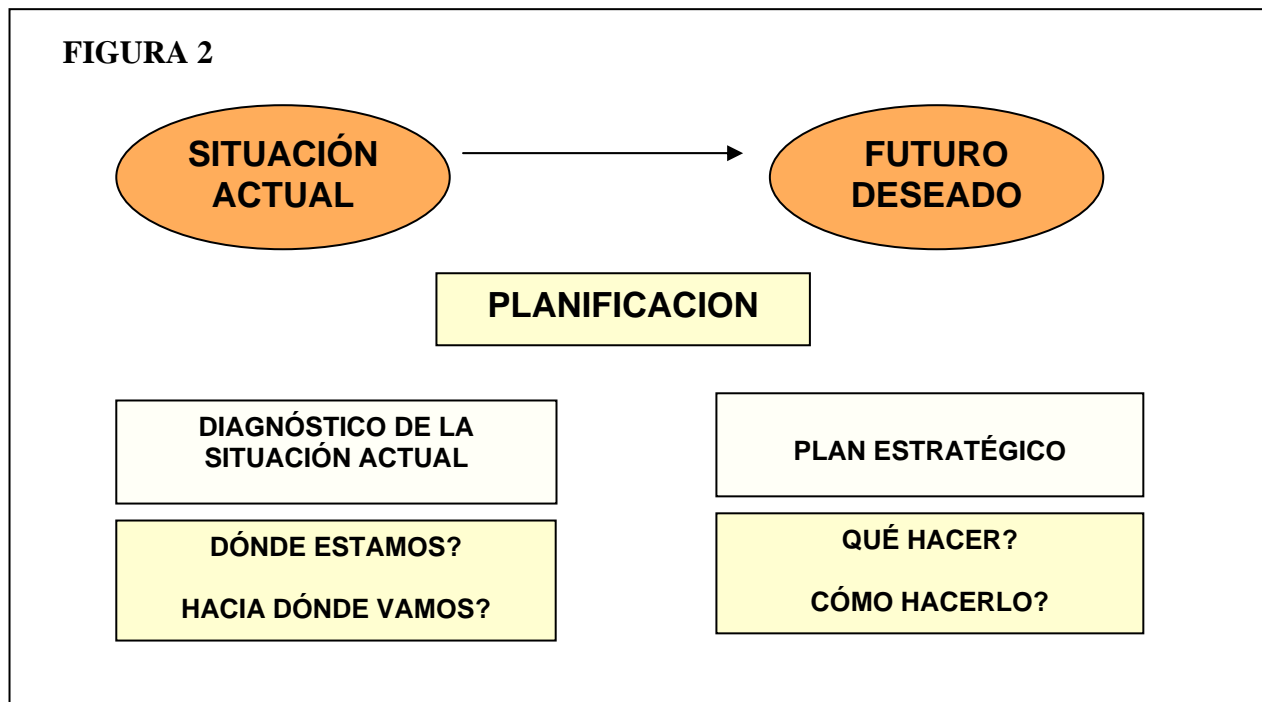 FIGURA 2
SITUACIÓN
ACTUAL
FUTURO
DESEADO
PLANIFICACION
DIAGNÓSTICO DE LA
SITUACIÓN ACTUAL
PLAN ESTRATÉGICO
DÓNDE ESTAMOS?
HACIA DÓNDE VAMOS?
QUÉ HACER?
CÓMO HACERLO?